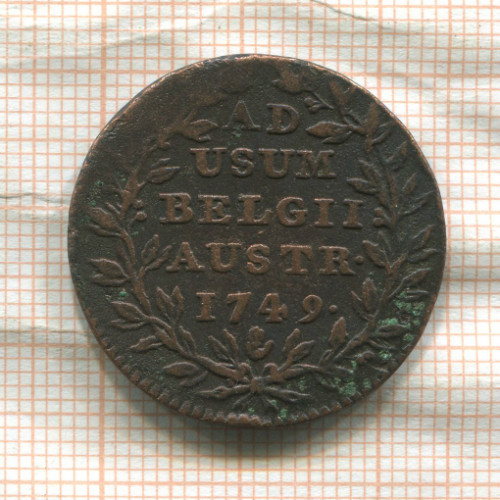 AD
USUM
BELGII
AUSTR·
1749·